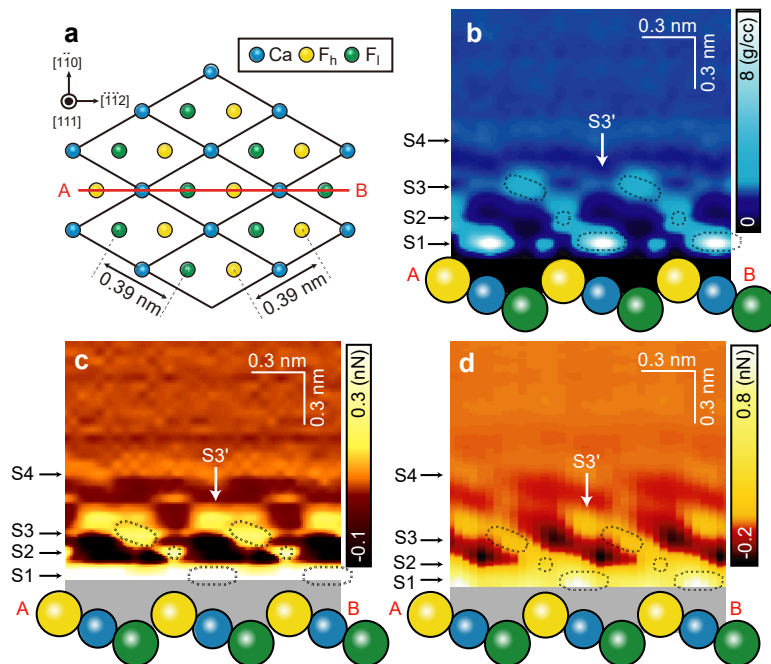 a
Ca F_h F_l
[1̄10]
[111] [1̄1̄2]
A B
0.39 nm 0.39 nm
b
0.3 nm
0.3 nm
8 (g/cc)
0
S4
S3'
S3
S2
S1
A B
c
0.3 nm
0.3 nm
0.3 (nN)
-0.1
S4
S3'
S3
S2
S1
A B
d
0.3 nm
0.3 nm
0.8 (nN)
-0.2
S4
S3'
S3
S2
S1
A B